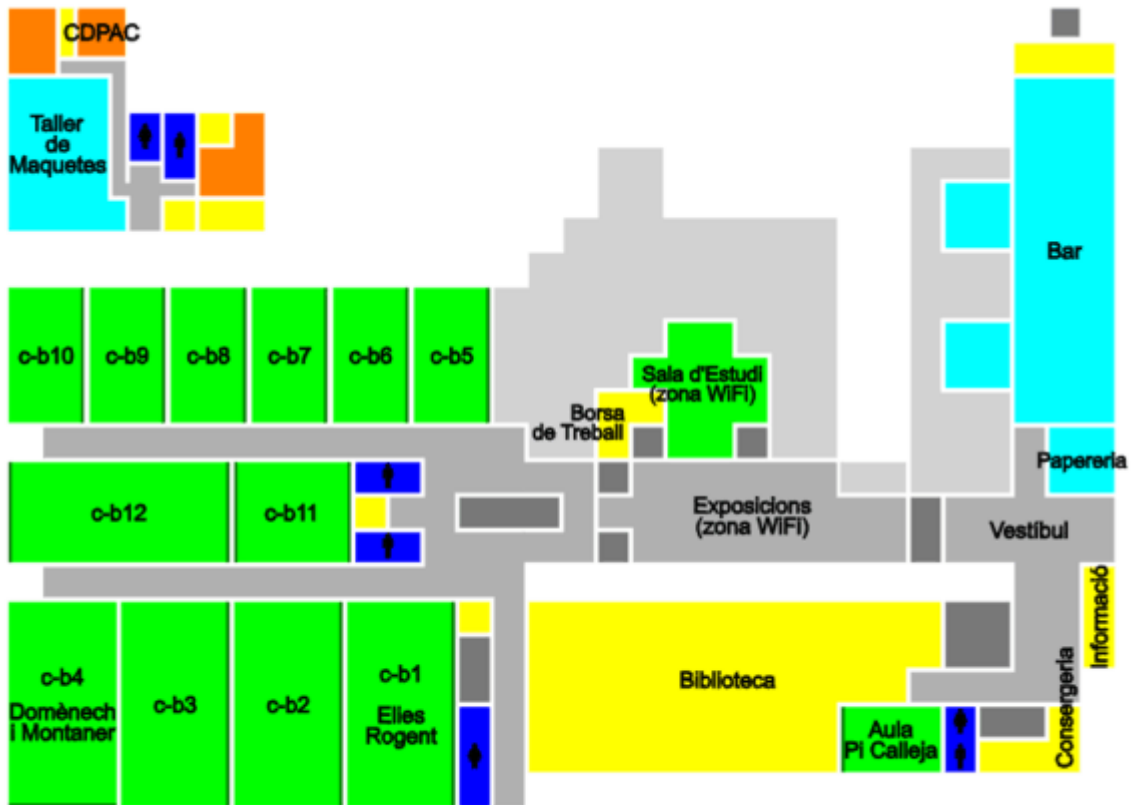 CDPAC
Taller
de
Maquetes
Bar
c-b10
c-b9
c-b8
c-b7
c-b6
c-b5
Sala d'Estudi
(zona WiFi)
Borsa
de Treball
Papereria
c-b12
c-b11
Exposicions
(zona WiFi)
Vestíbul
Informació
c-b4
Domènech
i Montaner
c-b3
c-b2
c-b1
Elies
Rogent
Biblioteca
Consergeria
Aula
Pi Calleja